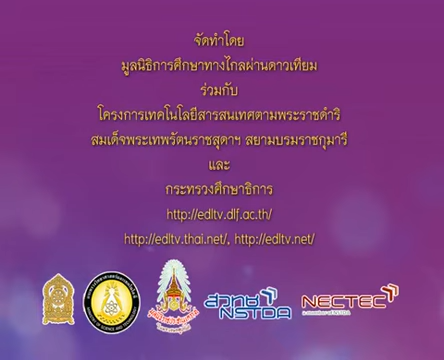 จัดทำโดย
มูลนิธิการศึกษาทางไกลผ่านดาวเทียม
ร่วมกับ
โครงการเทคโนโลยีสารสนเทศตามพระราชดำริ
สมเด็จพระเทพรัตนราชสุดาฯ สยามบรมราชกุมารี
และ
กระทรวงศึกษาธิการ
http://edltv.dlf.ac.th/
http://edltv.thai.net/, http://edltv.net/
สวทช
NSTDA
NECTEC
a member of NSTDA